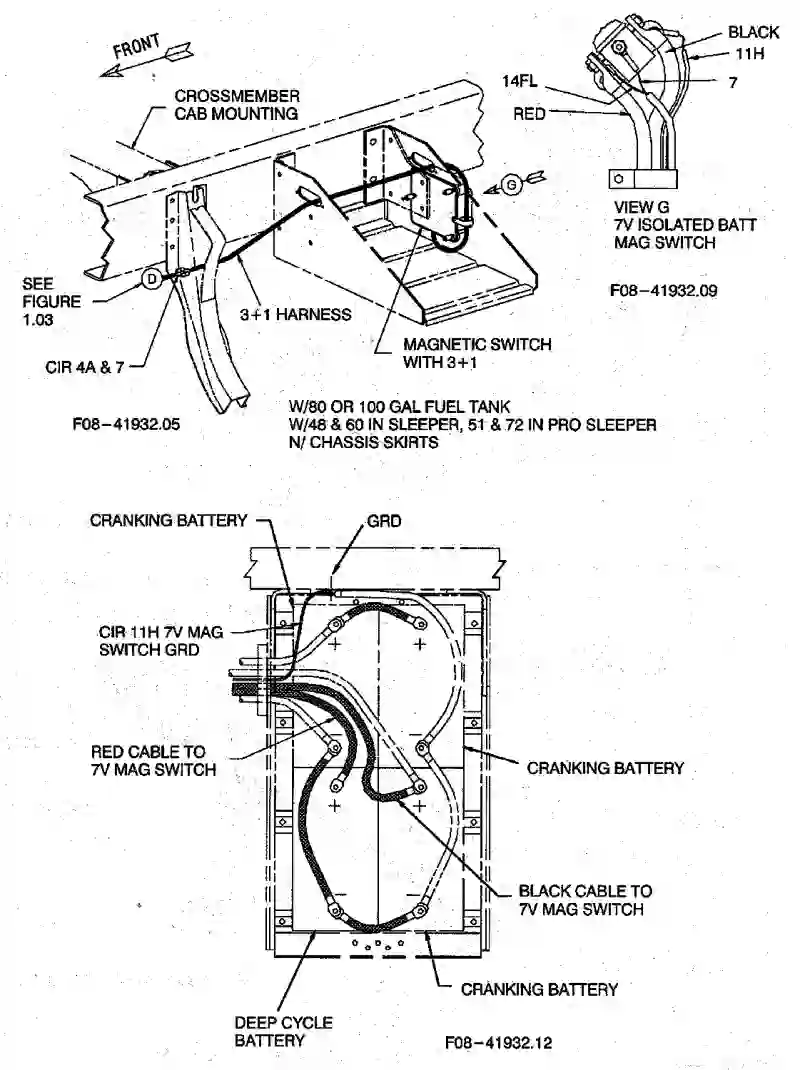 FRONT
CROSSMEMBER
CAB MOUNTING
BLACK
11H
14FL
7
RED
G
VIEW G
7V ISOLATED BATT
MAG SWITCH
F08-41932.09
SEE
FIGURE
1.03
D
3+1 HARNESS
MAGNETIC SWITCH
WITH 3+1
CIR 4A & 7
F08-41932.05
W/80 OR 100 GAL FUEL TANK
W/48 & 60 IN SLEEPER, 51 & 72 IN PRO SLEEPER
N/ CHASSIS SKIRTS
CRANKING BATTERY
GRD
CIR 11H 7V MAG
SWITCH GRD
+ +
RED CABLE TO
7V MAG SWITCH
- -
CRANKING BATTERY
+ +
BLACK CABLE TO
7V MAG SWITCH
- -
CRANKING BATTERY
DEEP CYCLE
BATTERY
F08-41932.12